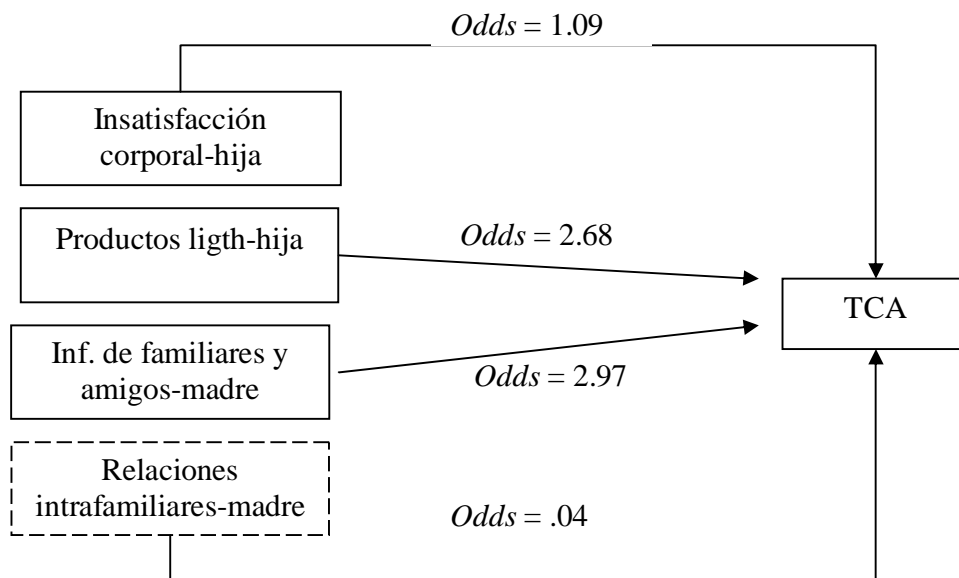 Odds = 1.09
Insatisfacción
corporal-hija
Productos ligth-hija
Odds = 2.68
TCA
Inf. de familiares y
amigos-madre
Odds = 2.97
Relaciones
intrafamiliares-madre
Odds = .04